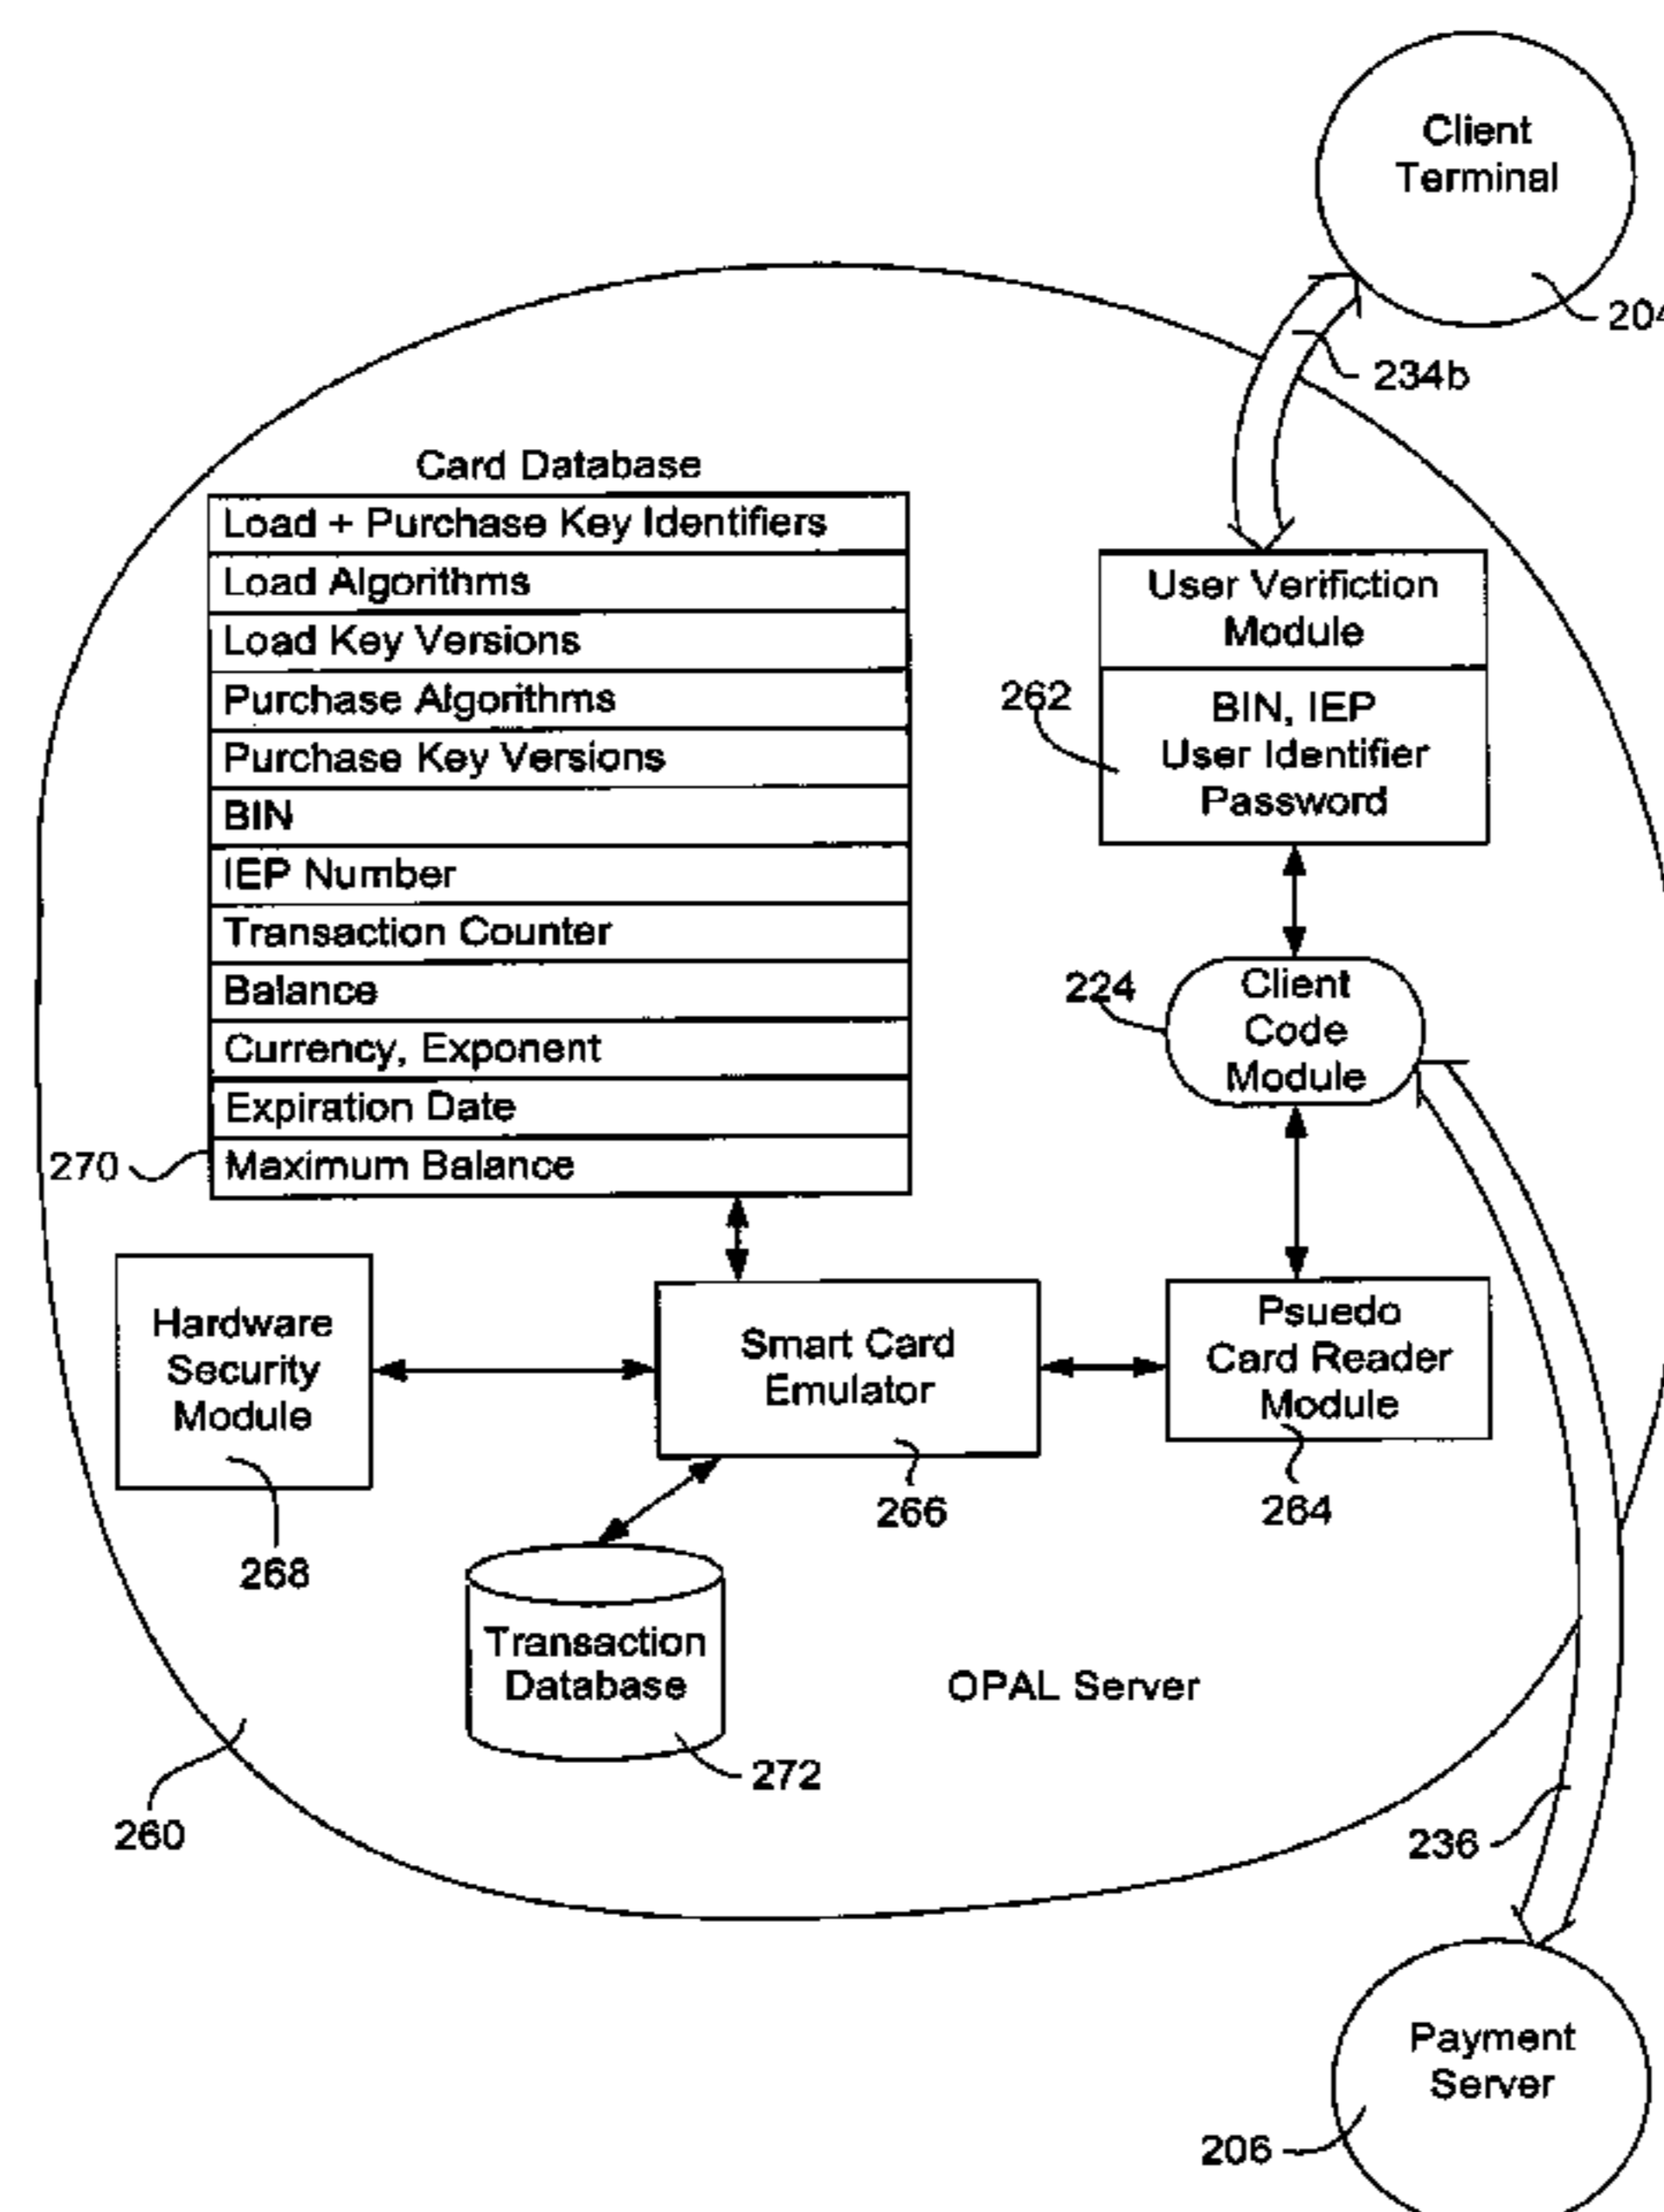 Client
Terminal
204
234b
Card Database
Load + Purchase Key Identifiers
Load Algorithms
Load Key Versions
Purchase Algorithms
Purchase Key Versions
BIN
IEP Number
Transaction Counter
Balance
Currency, Exponent
Expiration Date
Maximum Balance
270
User Verifiction
Module
262
BIN, IEP
User Identifier
Password
224
Client
Code
Module
Hardware
Security
Module
268
Smart Card
Emulator
266
Psuedo
Card Reader
Module
264
Transaction
Database
272
OPAL Server
260
236
Payment
Server
206